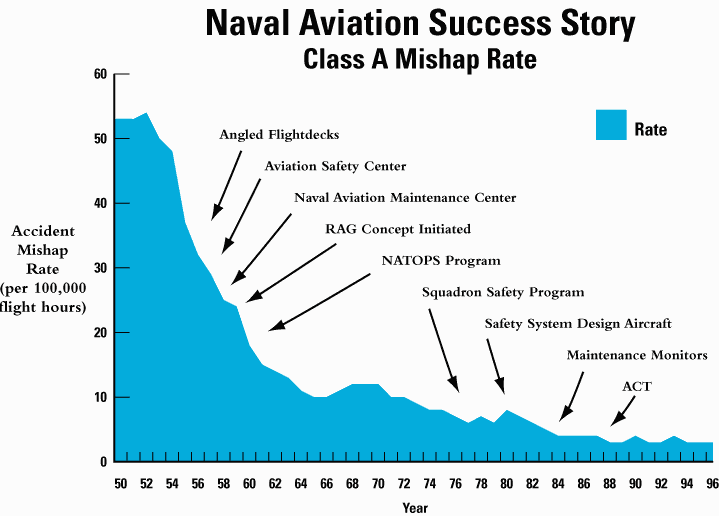 Naval Aviation Success Story
Class A Mishap Rate
60
50
40
30
20
10
0
Accident
Mishap
Rate
(per 100,000
flight hours)
Rate
Angled Flightdecks
Aviation Safety Center
Naval Aviation Maintenance Center
RAG Concept Initiated
NATOPS Program
Squadron Safety Program
Safety System Design Aircraft
Maintenance Monitors
ACT
50 52 54 56 58 60 62 64 66 68 70 72 74 76 78 80 82 84 86 88 90 92 94 96
Year